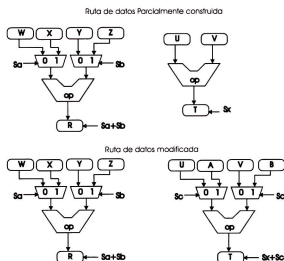 Ruta de datos Parcialmente construida
W X Y Z U V
Sa 0 1 0 1 Sb
op op
R Sa+Sb T Sx
Ruta de datos modificada
W X Y Z U A V B
Sa 0 1 0 1 Sb Sc 0 1 0 1 Sc
op op
R Sa+Sb T Sx+Sc